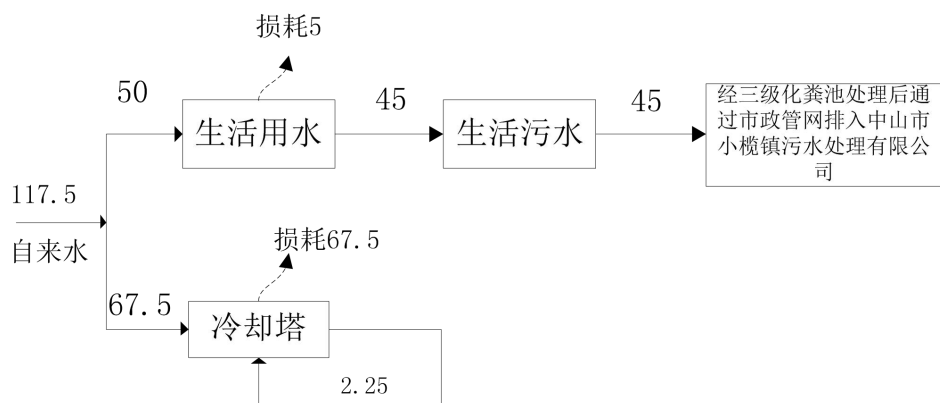 损耗5
50
45
45
生活用水
生活污水
经三级化粪池处理后通
过市政管网排入中山市
小榄镇污水处理有限公
司
117.5
自来水
损耗67.5
67.5
冷却塔
2.25